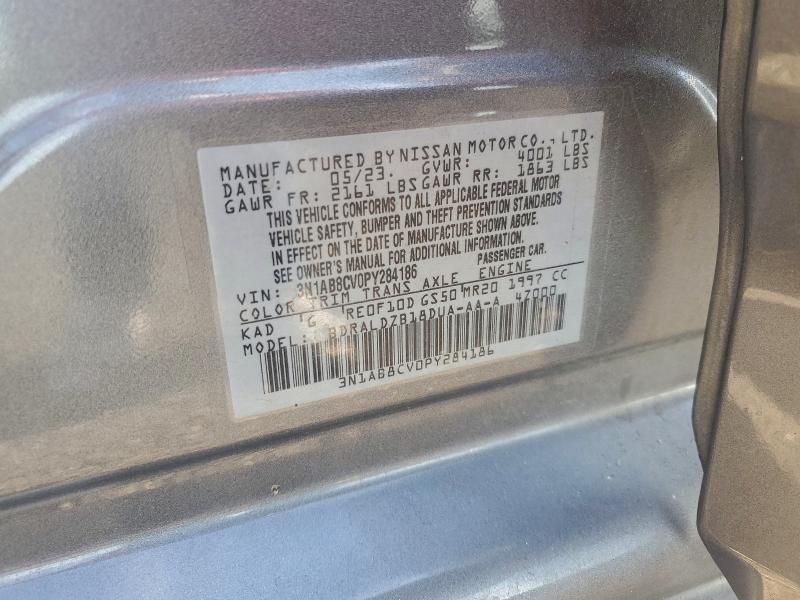 MANUFACTURED BY NISSAN MOTOR CO., LTD.
DATE: 05/23. GVWR: 4001 LBS
GAWR FR: 2161 LBS GAWR RR: 1863 LBS
THIS VEHICLE CONFORMS TO ALL APPLICABLE FEDERAL MOTOR
VEHICLE SAFETY, BUMPER AND THEFT PREVENTION STANDARDS
IN EFFECT ON THE DATE OF MANUFACTURE SHOWN ABOVE.
SEE OWNER'S MANUAL FOR ADDITIONAL INFORMATION.
VIN: 3N1AB8CV0PY284186 PASSENGER CAR.
COLOR TRIM TRANS AXLE ENGINE
KAD G RE0F10D GS50 MR20 1997 CC
MODEL: BDRALDZB18DUA-AA-A 47000
3N1AB8CV0PY284186